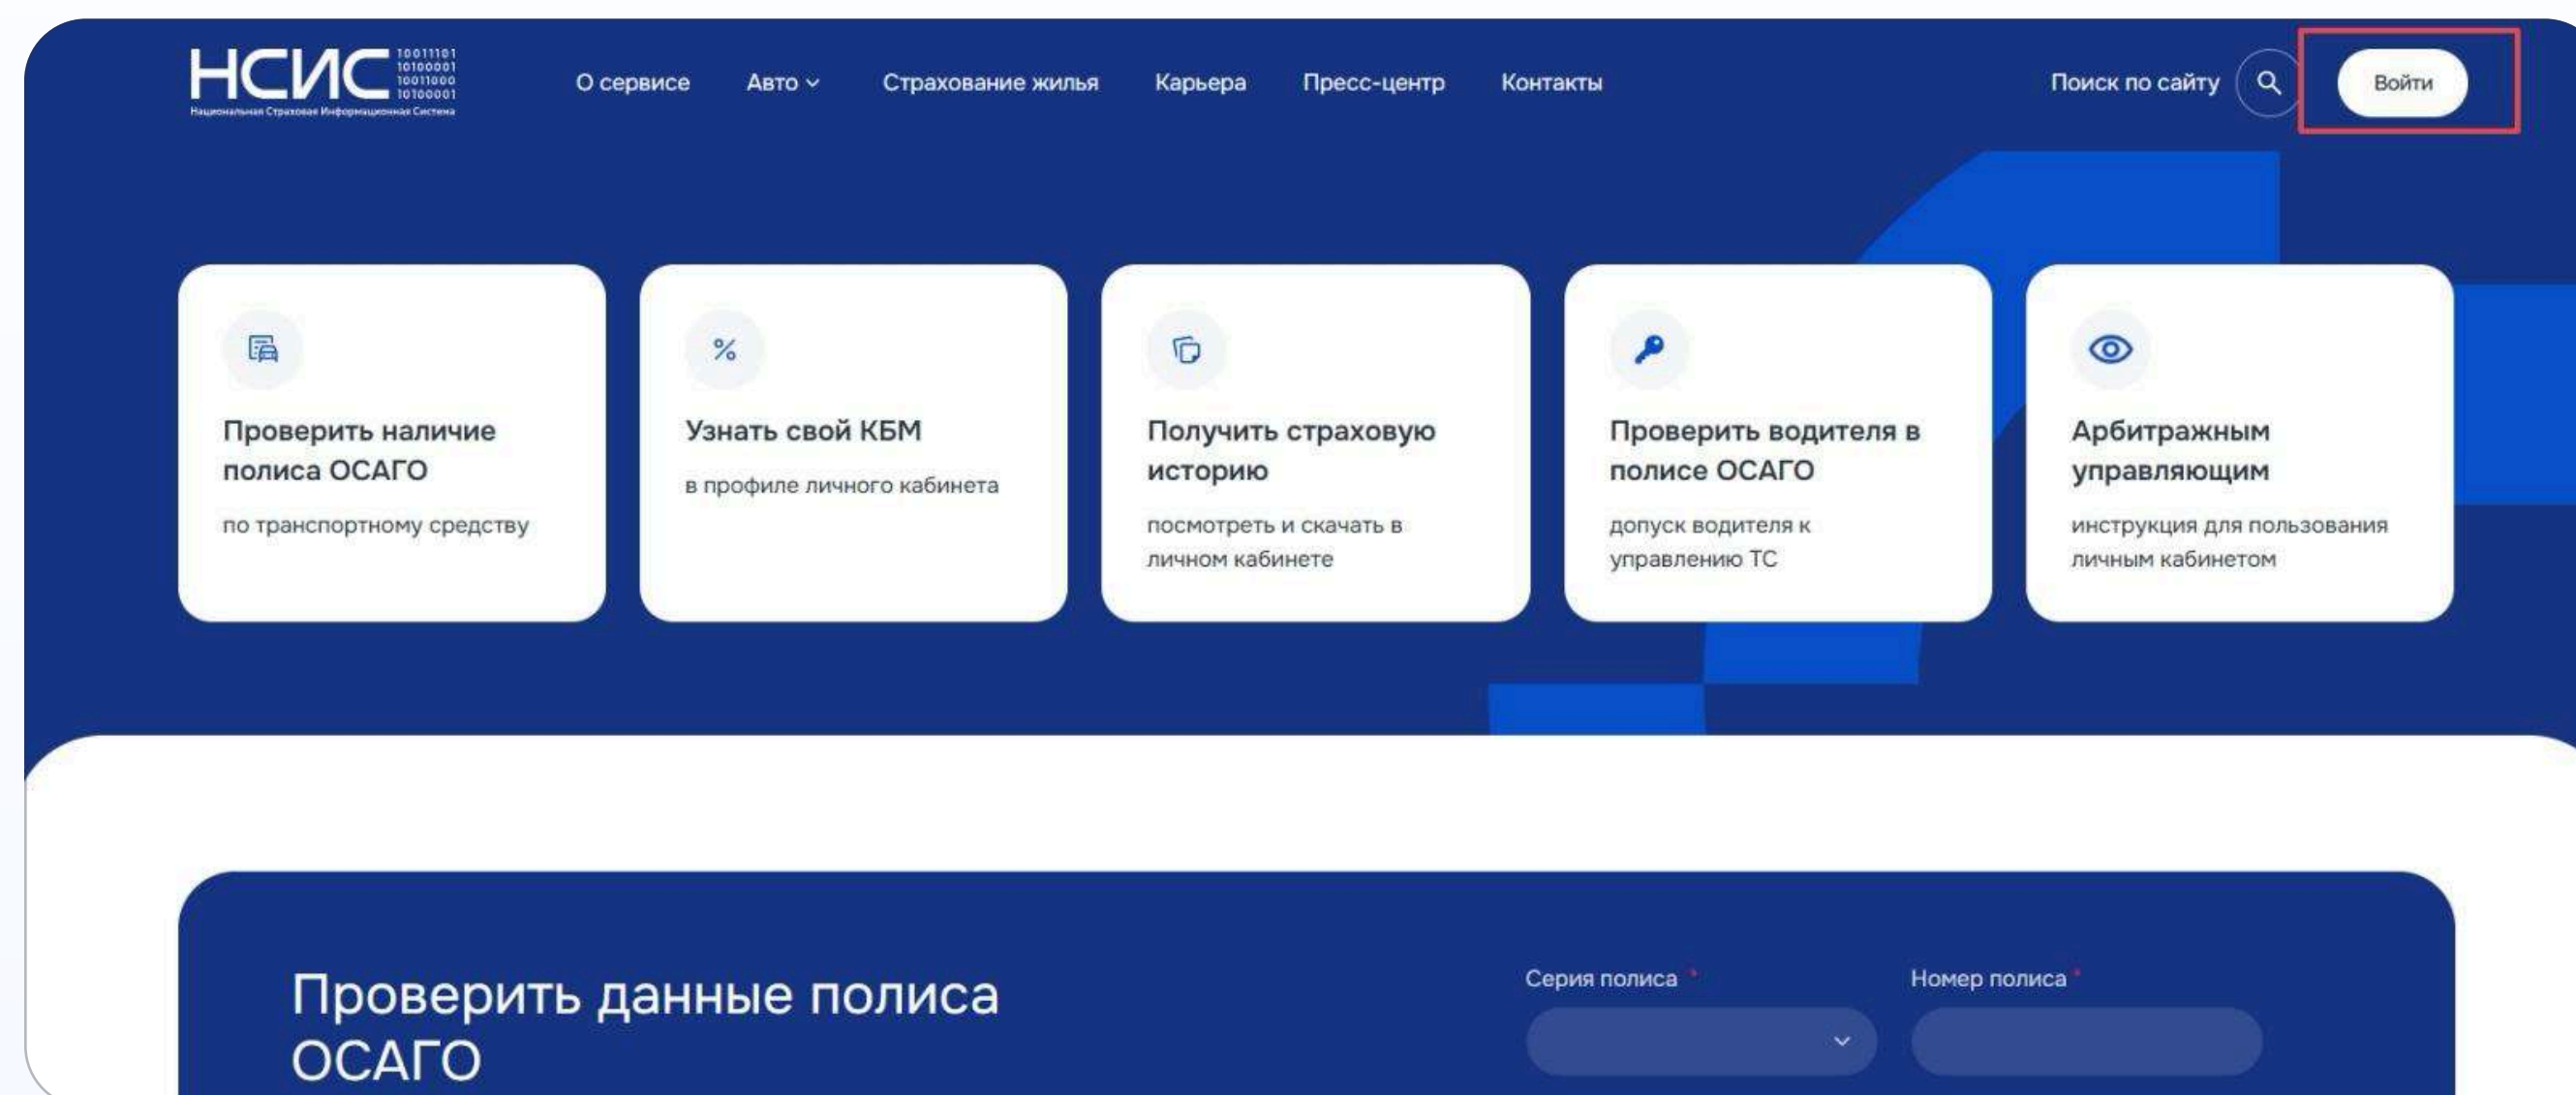 НСИС
10011101
10100001
10011000
10100001
Национальная Страховая Информационная Система
О сервисе
Авто
Страхование жилья
Карьера
Пресс-центр
Контакты
Поиск по сайту
Войти
Проверить наличие
полиса ОСАГО
по транспортному средству
%
Узнать свой КБМ
в профиле личного кабинета
Получить страховую
историю
посмотреть и скачать в
личном кабинете
Проверить водителя в
полисе ОСАГО
допуск водителя к
управлению ТС
Арбитражным
управляющим
инструкция для пользования
личным кабинетом
Проверить данные полиса
ОСАГО
Серия полиса *
Номер полиса *